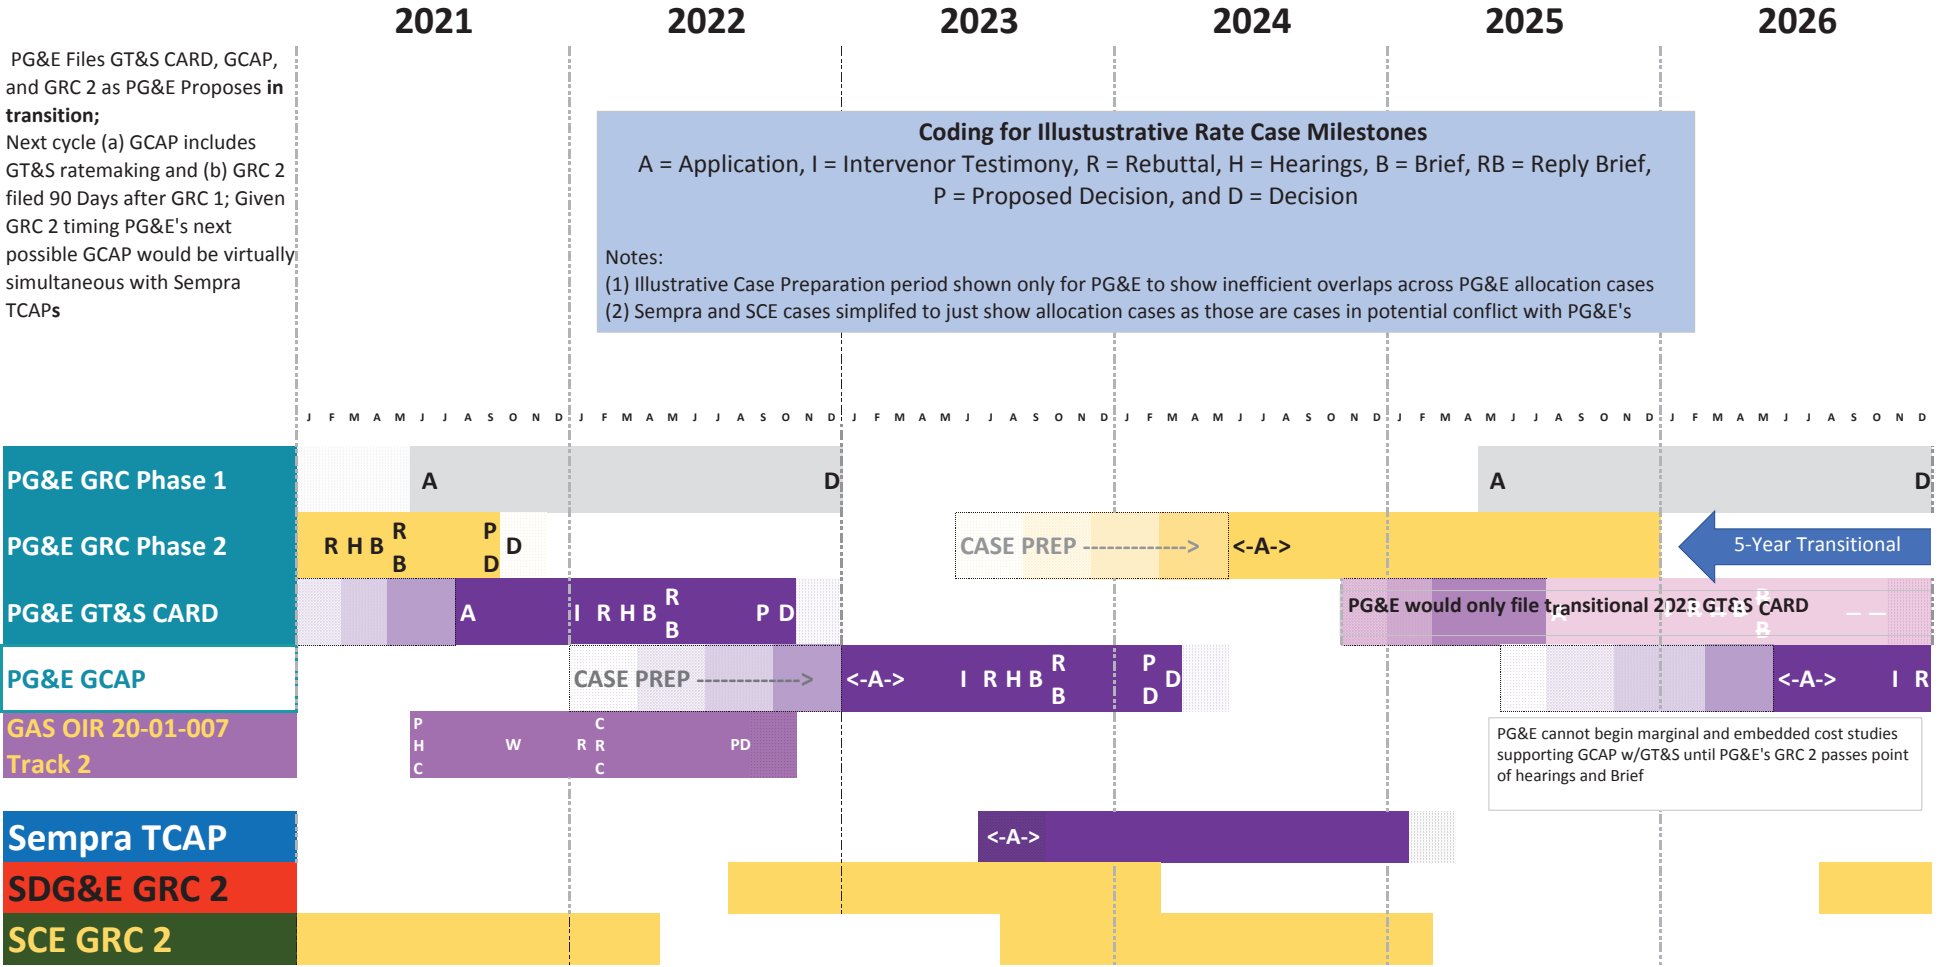 2021 2022 2023 2024 2025 2026
PG&E Files GT&S CARD, GCAP,
and GRC 2 as PG&E Proposes in
transition;
Next cycle (a) GCAP includes
GT&S ratemaking and (b) GRC 2
filed 90 Days after GRC 1; Given
GRC 2 timing PG&E's next
possible GCAP would be virtually
simultaneous with Sempra
TCAPs
Coding for Illustustrative Rate Case Milestones
A = Application, I = Intervenor Testimony, R = Rebuttal, H = Hearings, B = Brief, RB = Reply Brief,
P = Proposed Decision, and D = Decision
Notes:
(1) Illustrative Case Preparation period shown only for PG&E to show inefficient overlaps across PG&E allocation cases
(2) Sempra and SCE cases simplifed to just show allocation cases as those are cases in potential conflict with PG&E's
J F M A M J J A S O N D J F M A M J J A S O N D J F M A M J J A S O N D J F M A M J J A S O N D J F M A M J J A S O N D J F M A M J J A S O N D
PG&E GRC Phase 1 A D A D
PG&E GRC Phase 2 R H B RB PD D CASE PREP -------------> <-A-> 5-Year Transitional
PG&E GT&S CARD A I R H B RB P D PG&E would only file transitional 2023 GT&S CARD
PG&E GCAP CASE PREP -------------> <-A-> I R H B RB PD D <-A-> I R
GAS OIR 20-01-007
Track 2 PHC W R CRC PD
PG&E cannot begin marginal and embedded cost studies
supporting GCAP w/GT&S until PG&E's GRC 2 passes point
of hearings and Brief
Sempra TCAP <-A->
SDG&E GRC 2
SCE GRC 2